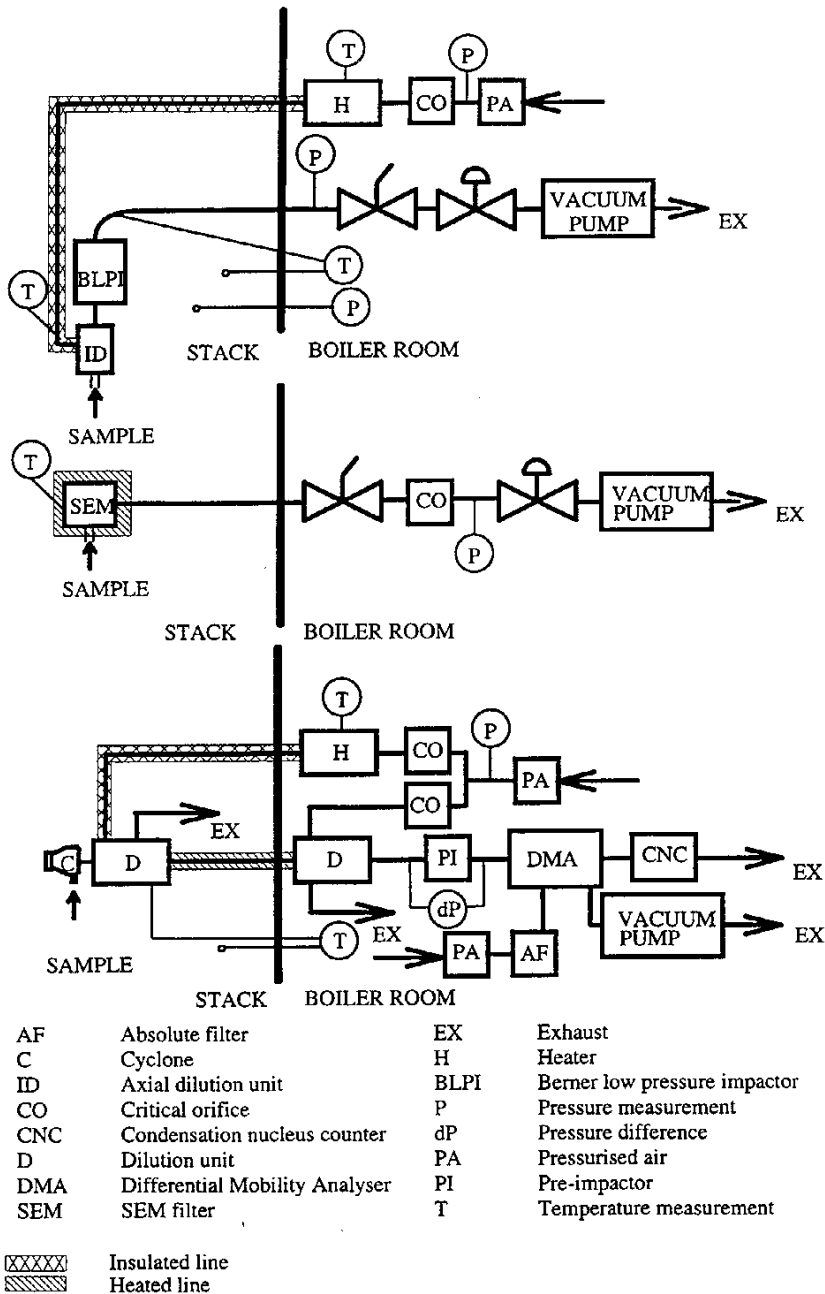 T
P
H
CO
PA
P
VACUUM
PUMP
EX
BLPI
T
T
P
ID
STACK
BOILER ROOM
SAMPLE
T
SEM
CO
VACUUM
PUMP
EX
P
SAMPLE
STACK
BOILER ROOM
T
P
H
CO
PA
CO
EX
C
D
D
PI
DMA
CNC
EX
dP
VACUUM
PUMP
EX
EX
T
PA
AF
SAMPLE
STACK
BOILER ROOM
AF Absolute filter EX Exhaust
C Cyclone H Heater
ID Axial dilution unit BLPI Berner low pressure impactor
CO Critical orifice P Pressure measurement
CNC Condensation nucleus counter dP Pressure difference
D Dilution unit PA Pressurised air
DMA Differential Mobility Analyser PI Pre-impactor
SEM SEM filter T Temperature measurement
Insulated line
Heated line